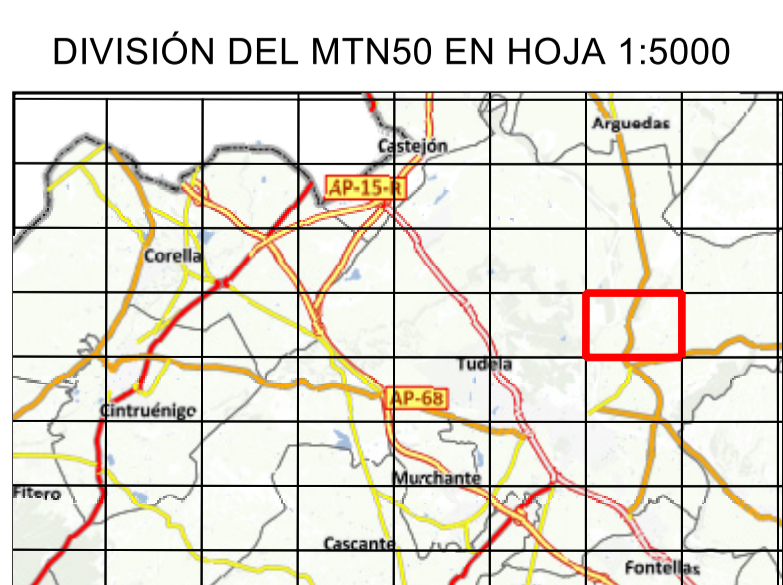 DIVISIÓN DEL MTN50 EN HOJA 1:5000
Arguedas
Castejón
AP-15-R
Corella
Tudela
AP-68
Cintruénigo
Murchante
Fitero
Cascante
Fontellas